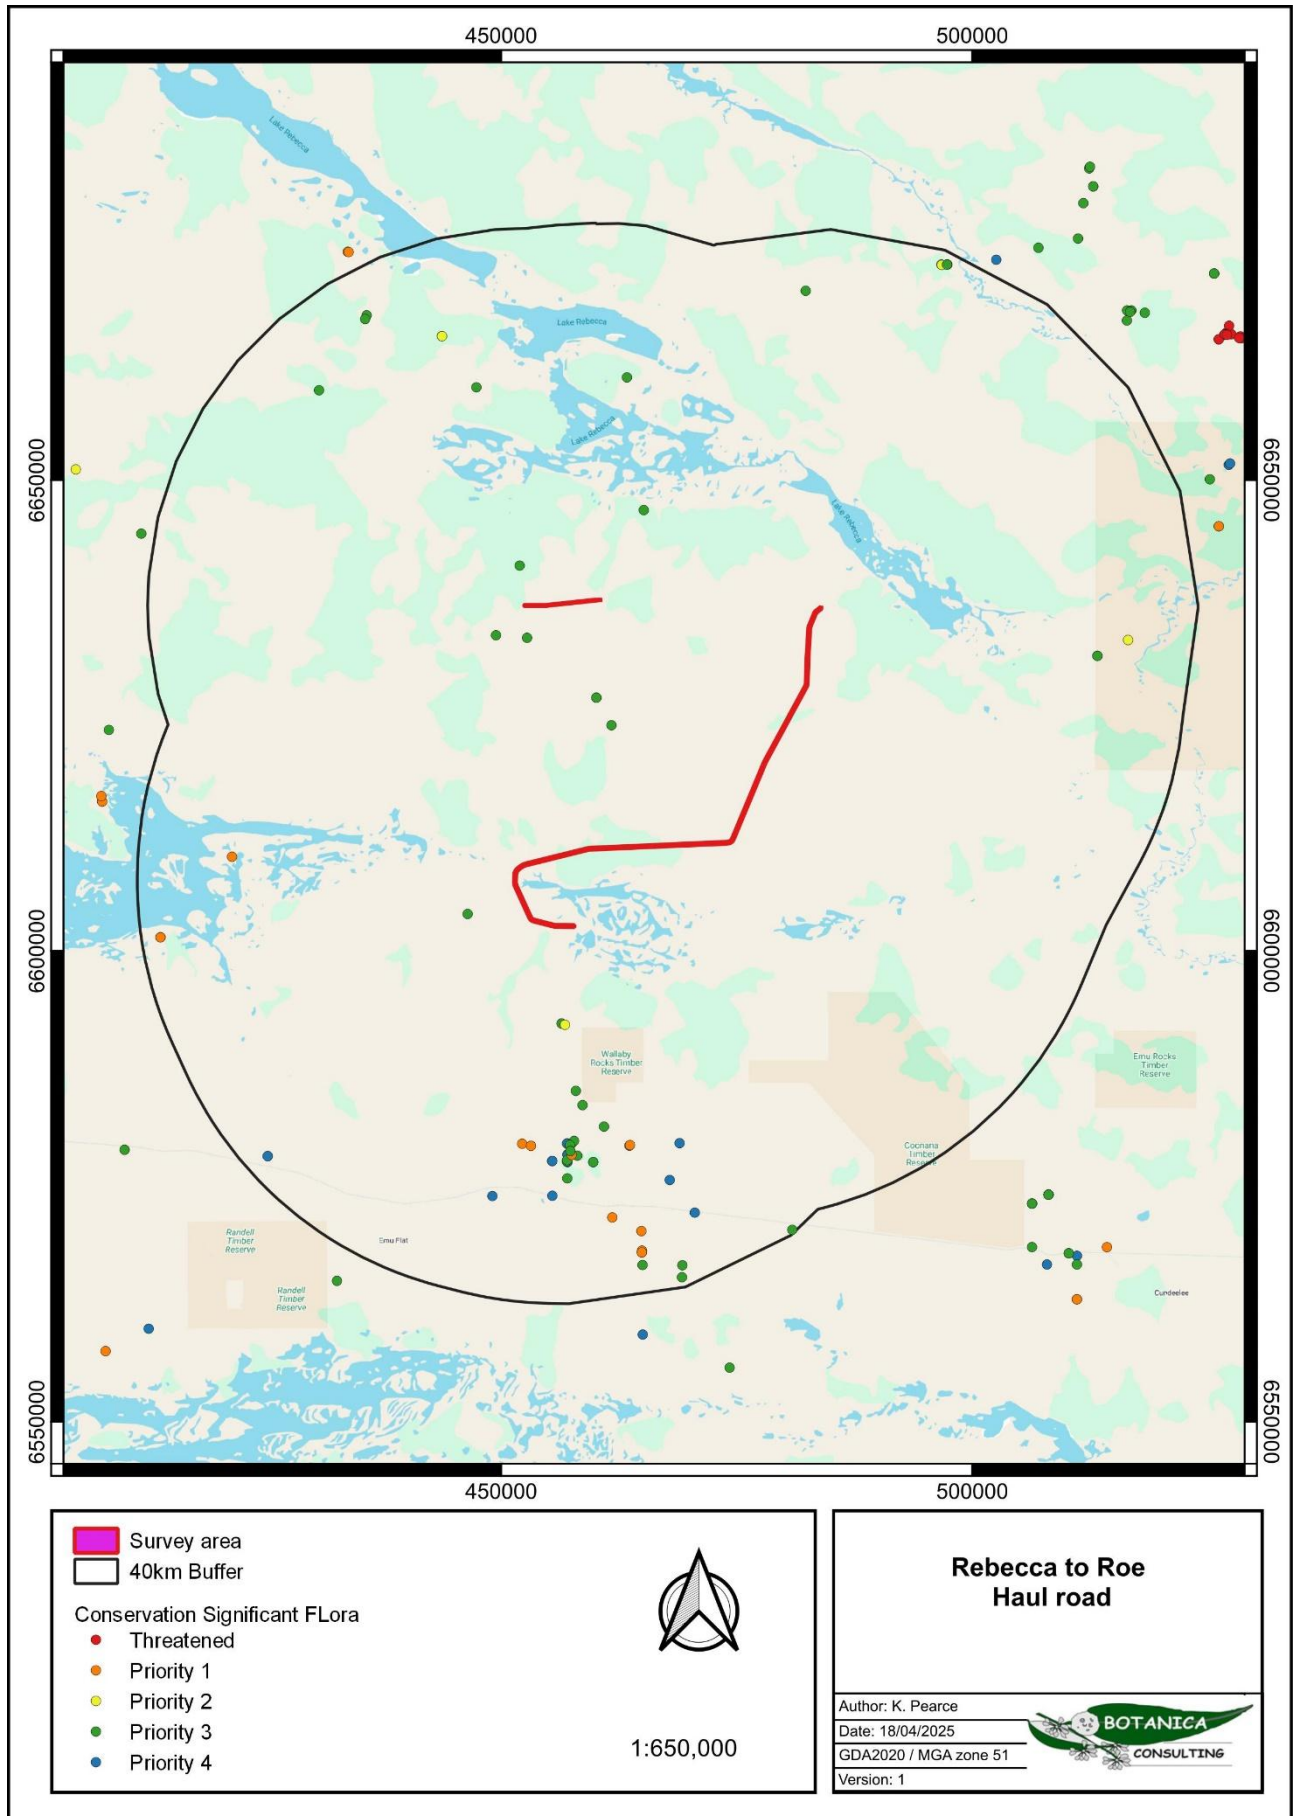 450000
500000
Lake Rebecca
Lake Rebecca
Lake Rebecca
Lake Rebecca
6650000
6650000
6600000
6600000
Wallaby
Rocks Timber
Reserve
Emu Rocks
Timber
Reserve
Coonana
Timber
Reserve
Randell
Timber
Reserve
Emu Flat
Randell
Timber
Reserve
Cundeelee
6550000
6550000
450000
500000
Survey area
40km Buffer
Conservation Significant FLora
Threatened
Priority 1
Priority 2
Priority 3
Priority 4
1:650,000
Rebecca to Roe
Haul road
Author: K. Pearce
Date: 18/04/2025
GDA2020 / MGA zone 51
Version: 1
BOTANICA
CONSULTING